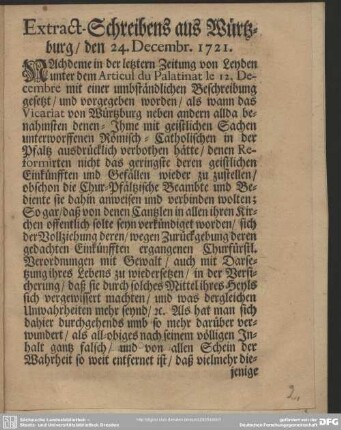 Extract-Schreibens aus Würtz-
burg / den 24. Decembr. 1721.
NAchdeme in der letztern Zeitung von Leyden
unter dem Articul du Palatinat le 12. De-
cembre mit einer umbständlichen Beschreibung
gesetzt / und vorgegeben worden / als wann das
Vicariat von Würtzburg neben andern allda be-
nahmsten denen-Ihme mit geistlichen Sachen
unterworffenen Römisch-Catholischen in der
Pfaltz ausdrücklich verbothen hätte / denen Re-
formirten nicht das geringste deren geistlichen
Einkünfften und Gefällen wieder zu zustellen /
obschon die Chur-Pfältzische Beambte und Be-
diente sie dahin anweisen und verbinden wolten;
So gar / daß von denen Cantzlen in allen ihren Kir-
chen offentlich solte seyn verkündiget worden / sich
der Vollziehung deren / wegen Zurückgebung deren
gedachten Einkünfften ergangenen Churfürstl.
Verordnungen mit Gewalt / auch mit Darse-
tzung ihres Lebens zu wiedersetzen / in der Versi-
cherung / daß sie durch solches Mittel ihres Heyls
sich vergewissert machten / und was dergleichen
Unwahrheiten mehr seynd / ꝛc. Als hat man sich
dahier durchgehends umb so mehr darüber ver-
wundert / als all-obiges nach seinem völligen In-
halt gantz falsch / und von allen Schein der
Wahrheit so weit entfernet ist / daß vielmehr die-
jenige
2.